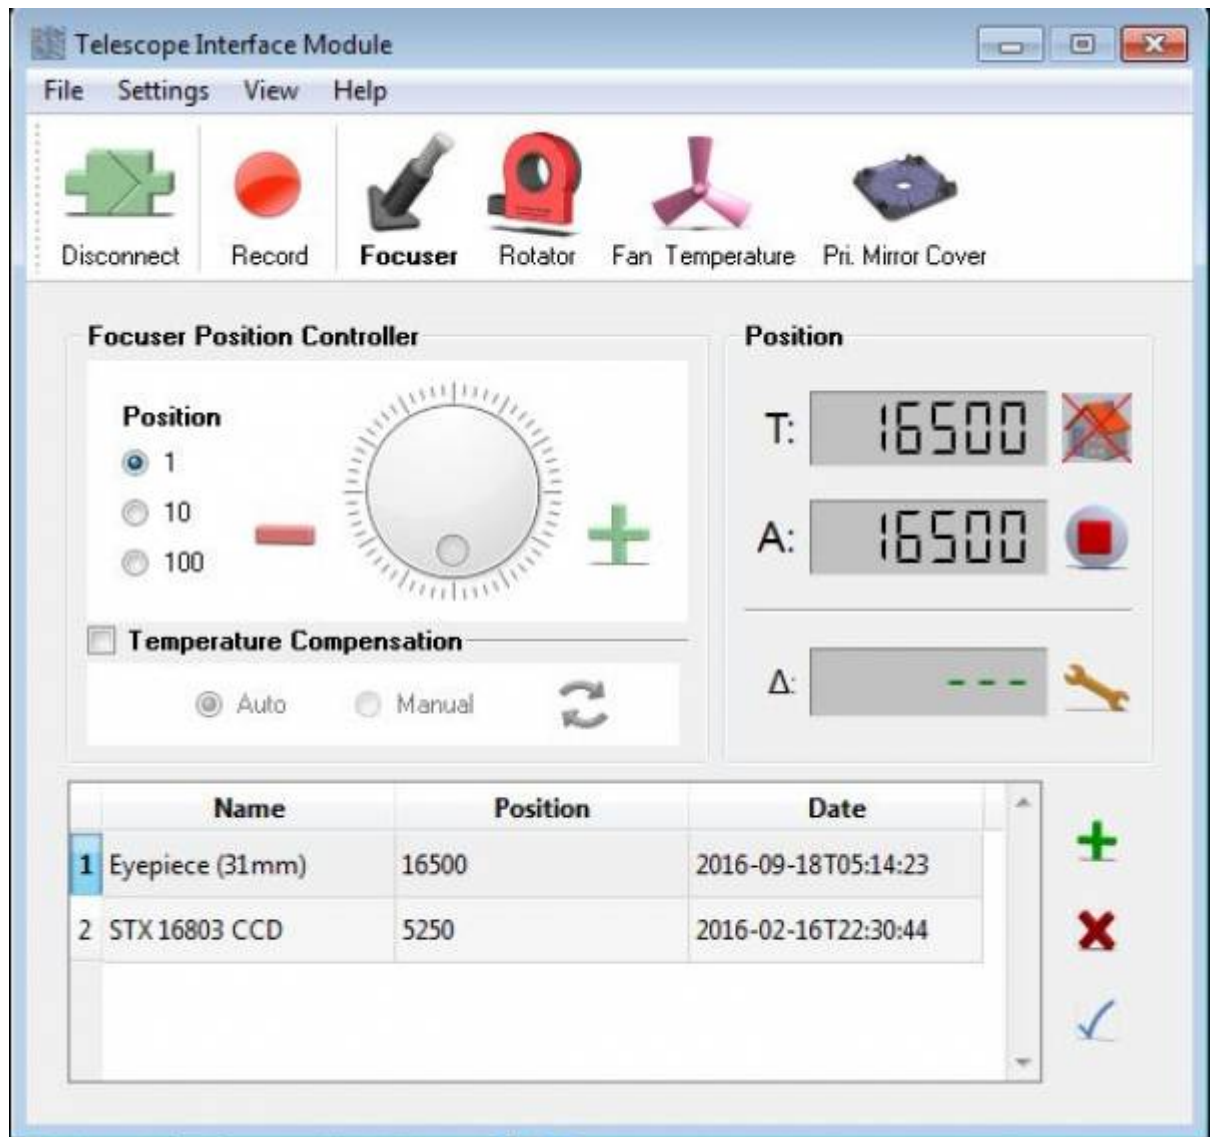 Telescope Interface Module
File Settings View Help
Disconnect Record Focuser Rotator Fan Temperature Pri. Mirror Cover
Focuser Position Controller
Position
1
10
100
Temperature Compensation
Auto Manual
Position
T: 16500
A: 16500
Δ: ---
Name Position Date
1 Eyepiece (31mm) 16500 2016-09-18T05:14:23
2 STX 16803 CCD 5250 2016-02-16T22:30:44